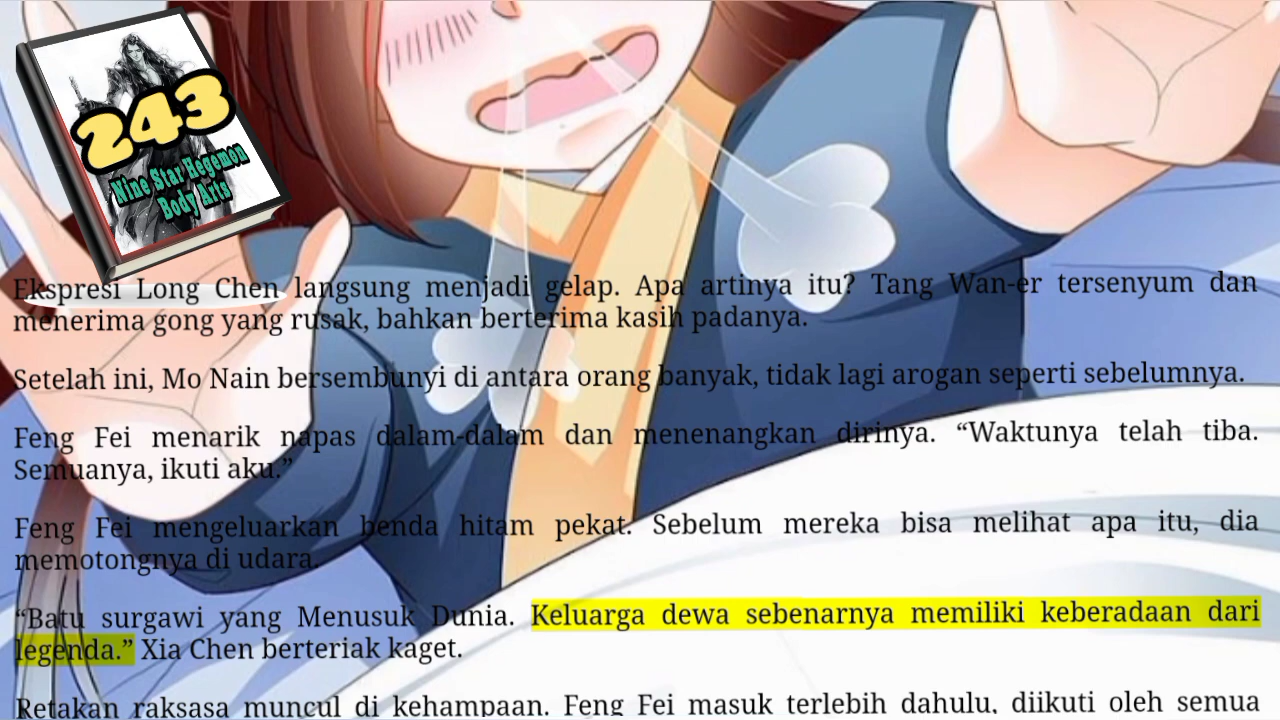 243
Nine Star Hegemon
Body Arts
Ekspresi Long Chen langsung menjadi gelap. Apa artinya itu? Tang Wan-er tersenyum dan
menerima gong yang rusak, bahkan berterima kasih padanya.
Setelah ini, Mo Nain bersembunyi di antara orang banyak, tidak lagi arogan seperti sebelumnya.
Feng Fei menarik napas dalam-dalam dan menenangkan dirinya. “Waktunya telah tiba.
Semuanya, ikuti aku.”
Feng Fei mengeluarkan benda hitam pekat. Sebelum mereka bisa melihat apa itu, dia
memotongnya di udara.
“Batu surgawi yang Menusuk Dunia. Keluarga dewa sebenarnya memiliki keberadaan dari
legenda.” Xia Chen berteriak kaget.
Retakan raksasa muncul di kehampaan. Feng Fei masuk terlebih dahulu, diikuti oleh semua